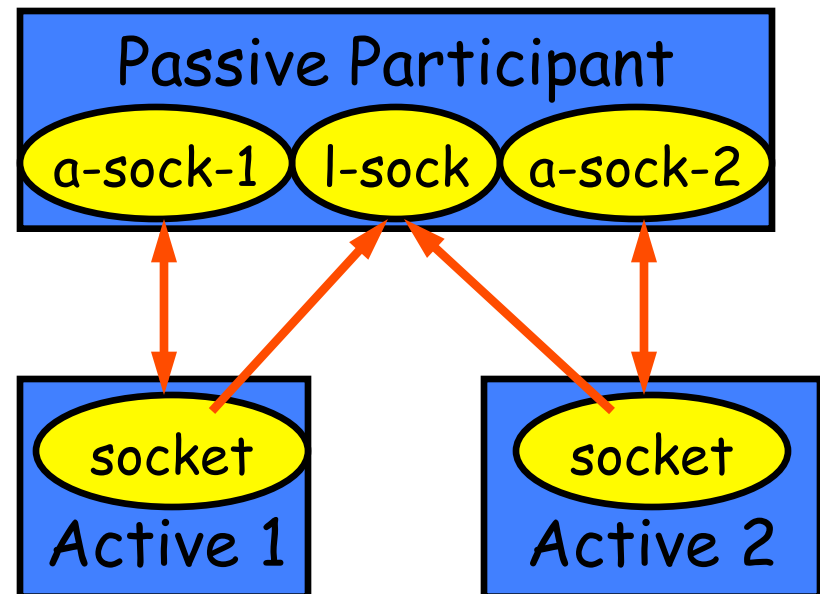 Passive Participant
a-sock-1 l-sock a-sock-2
socket socket
Active 1 Active 2